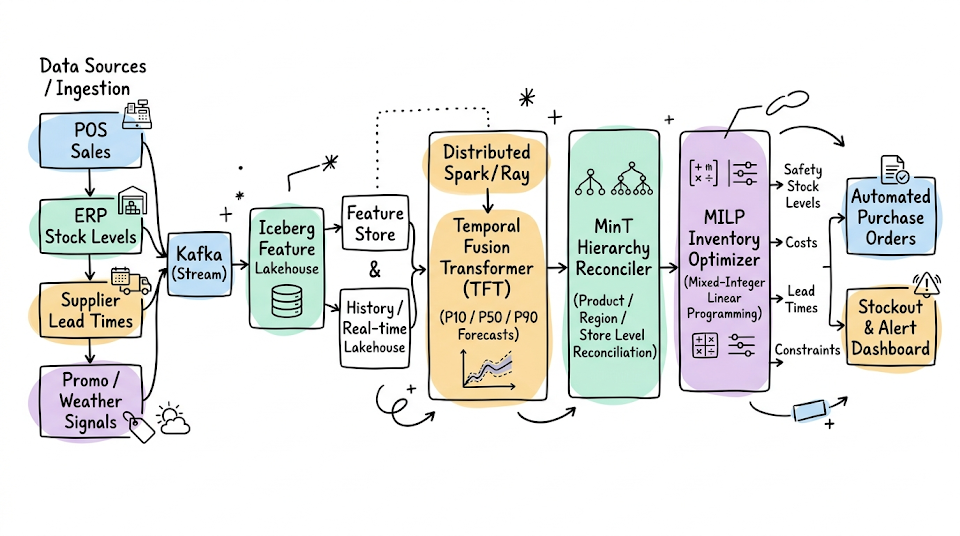 Data Sources
/ Ingestion
POS
Sales
ERP
Stock Levels
Supplier
Lead Times
Promo /
Weather
Signals
Kafka
(Stream)
Iceberg
Feature
Lakehouse
Feature
Store
&
History /
Real-time
Lakehouse
Distributed
Spark/Ray
Temporal
Fusion
Transformer
(TFT)
(P10 / P50 / P90
Forecasts)
MinT
Hierarchy
Reconciler
(Product /
Region /
Store Level
Reconciliation)
MILP
Inventory
Optimizer
(Mixed-Integer
Linear
Programming)
Safety
Stock
Levels
Costs
Lead
Times
Constraints
Automated
Purchase
Orders
Stockout
& Alert
Dashboard